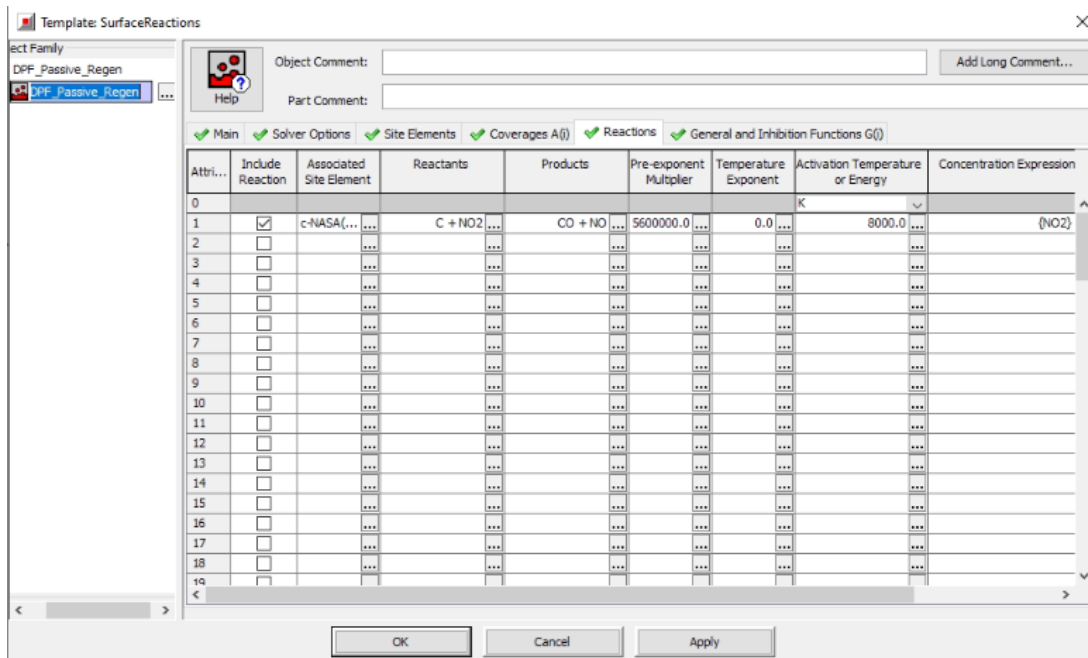 Template: SurfaceReactions
ect Family
DPF_Passive_Regen
DPF_Passive_Regen ...
Help
Object Comment:
Add Long Comment...
Part Comment:
Main Solver Options Site Elements Coverages A(i) Reactions General and Inhibition Functions G(i)
Attri... Include Reaction Associated Site Element Reactants Products Pre-exponent Multiplier Temperature Exponent Activation Temperature or Energy Concentration Expression
0 K
1 c-NASA(... ... C + NO2 ... CO + NO ... 5600000.0 ... 0.0 ... 8000.0 ... {NO2}
2 ... ... ... ... ... ...
3 ... ... ... ... ... ...
4 ... ... ... ... ... ...
5 ... ... ... ... ... ...
6 ... ... ... ... ... ...
7 ... ... ... ... ... ...
8 ... ... ... ... ... ...
9 ... ... ... ... ... ...
10 ... ... ... ... ... ...
11 ... ... ... ... ... ...
12 ... ... ... ... ... ...
13 ... ... ... ... ... ...
14 ... ... ... ... ... ...
15 ... ... ... ... ... ...
16 ... ... ... ... ... ...
17 ... ... ... ... ... ...
18 ... ... ... ... ... ...
19
OK Cancel Apply